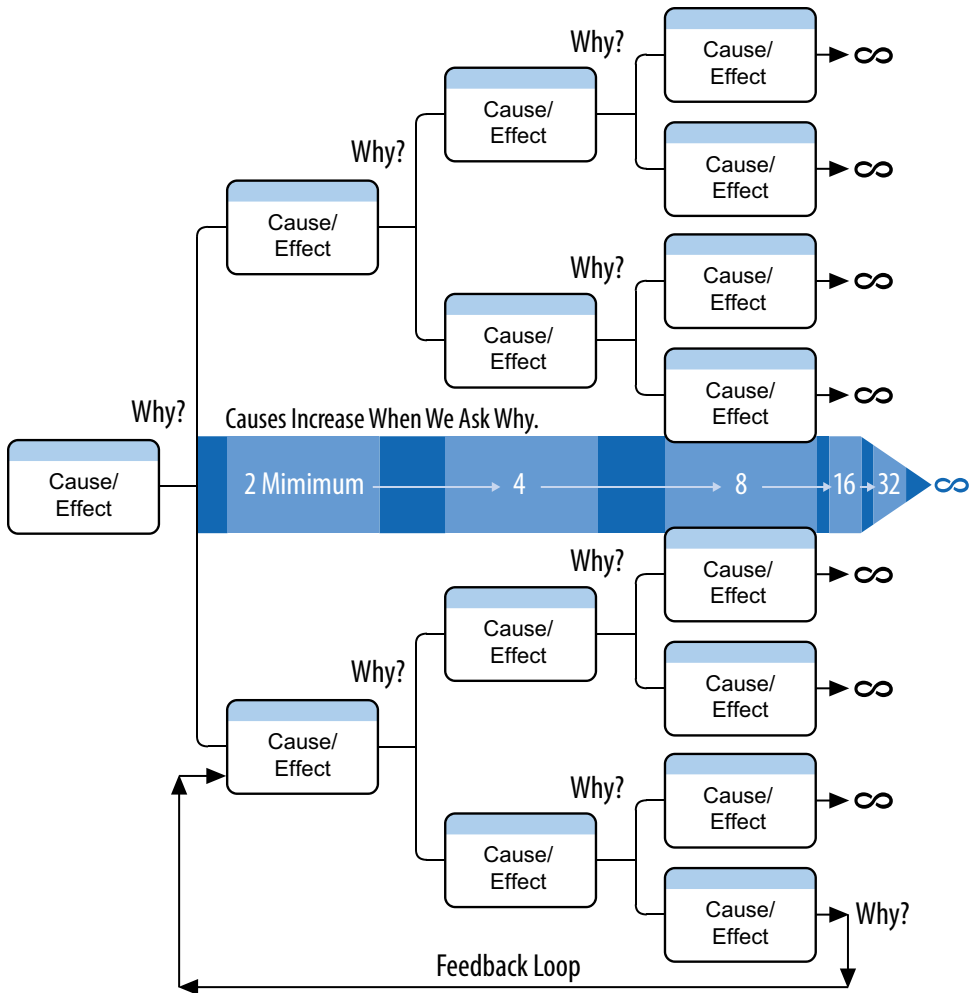 Why?
Cause/
Effect
∞
Cause/
Effect
Why?
Cause/
Effect
∞
Cause/
Effect
Why?
Cause/
Effect
∞
Cause/
Effect
Cause/
Effect
∞
Why?
Causes Increase When We Ask Why.
Cause/
Effect
2 Mimimum 4 8 16 32 ∞
Why?
Cause/
Effect
∞
Cause/
Effect
Why?
Cause/
Effect
∞
Cause/
Effect
Why?
Cause/
Effect
∞
Cause/
Effect
Cause/
Effect
Why?
Feedback Loop